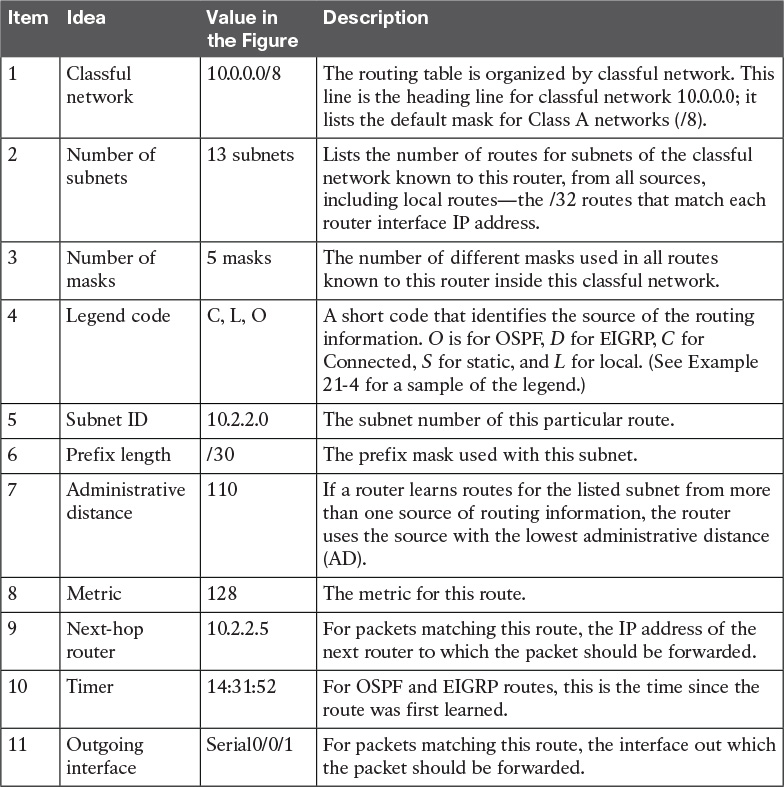 Item Idea Value in the Figure Description
1 Classful network 10.0.0.0/8 The routing table is organized by classful network. This
line is the heading line for classful network 10.0.0.0; it
lists the default mask for Class A networks (/8).
2 Number of subnets 13 subnets Lists the number of routes for subnets of the classful
network known to this router, from all sources,
including local routes—the /32 routes that match each
router interface IP address.
3 Number of masks 5 masks The number of different masks used in all routes
known to this router inside this classful network.
4 Legend code C, L, O A short code that identifies the source of the routing
information. O is for OSPF, D for EIGRP, C for
Connected, S for static, and L for local. (See Example
21-4 for a sample of the legend.)
5 Subnet ID 10.2.2.0 The subnet number of this particular route.
6 Prefix length /30 The prefix mask used with this subnet.
7 Administrative distance 110 If a router learns routes for the listed subnet from more
than one source of routing information, the router
uses the source with the lowest administrative distance
(AD).
8 Metric 128 The metric for this route.
9 Next-hop router 10.2.2.5 For packets matching this route, the IP address of the
next router to which the packet should be forwarded.
10 Timer 14:31:52 For OSPF and EIGRP routes, this is the time since the
route was first learned.
11 Outgoing interface Serial0/0/1 For packets matching this route, the interface out which
the packet should be forwarded.